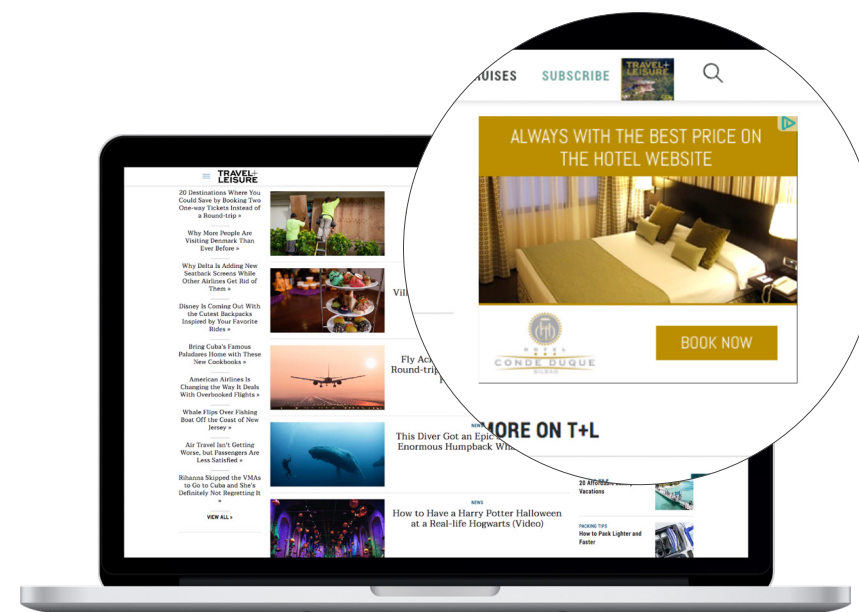 TRAVEL+
LEISURE
20 Destinations Where You
Could Save by Booking Two
One-way Tickets Instead of
a Round-trip »
Why More People Are
Visiting Denmark Than
Ever Before »
Why Delta Is Adding New
Seatback Screens While
Other Airlines Get Rid of
Them »
Disney Is Coming Out With
the Cutest Backpacks
Inspired by Your Favorite
Rides »
Bring Cuba's Famous
Paladares Home with These
New Cookbooks »
American Airlines Is
Changing the Way It Deals
With Overbooked Flights »
Whale Flips Over Fishing
Boat Off the Coast of New
Jersey »
Air Travel Isn't Getting
Worse, but Passengers Are
Less Satisfied »
Rihanna Skipped the VMAs
to Go to Cuba and She's
Definitely Not Regretting It
»
VIEW ALL »
Fly
Round-trip
This Diver Got an Epic
Enormous Humpback
NEWS
How to Have a Harry Potter Halloween
at a Real-life Hogwarts (Video)
SUBSCRIBE
TRAVEL+
LEISURE
ALWAYS WITH THE BEST PRICE ON
THE HOTEL WEBSITE
HOTEL
CONDE DUQUE
BILBAO
BOOK NOW
MORE ON T+L
20
Vacations
PACKING TIPS
How to Pack Lighter and
Faster